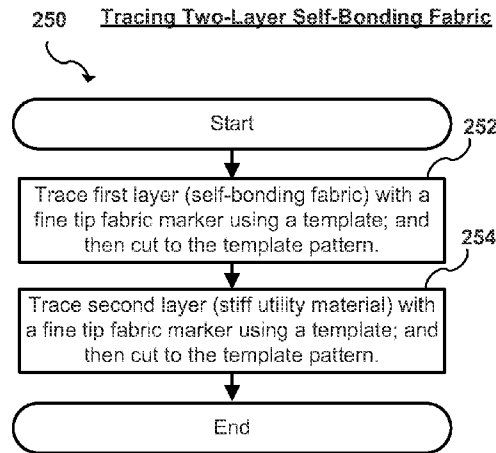 250
Tracing Two-Layer Self-Bonding Fabric
Start
252
Trace first layer (self-bonding fabric) with a
fine tip fabric marker using a template; and
then cut to the template pattern.
254
Trace second layer (stiff utility material) with
a fine tip fabric marker using a template; and
then cut to the template pattern.
End